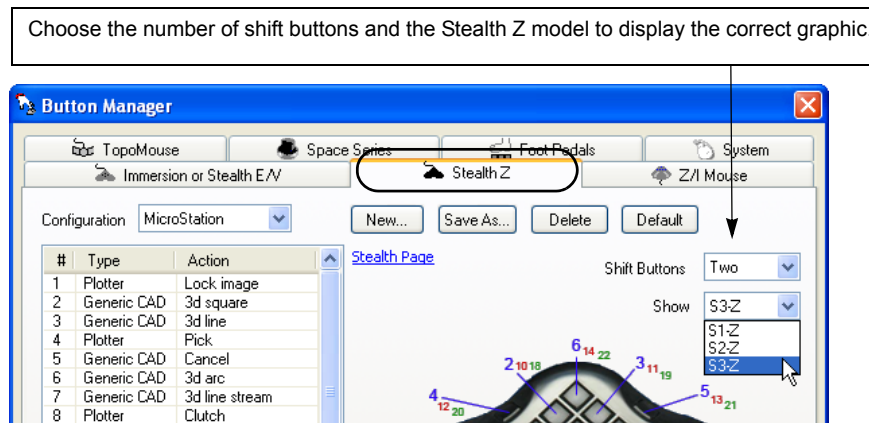 Choose the number of shift buttons and the Stealth Z model to display the correct graphic.
Button Manager
TopoMouse Space Series Foot Pedals System
Immersion or Stealth E/V Stealth Z Z/I Mouse
Configuration MicroStation New... Save As... Delete Default
# Type Action Stealth Page
Shift Buttons Two
1 Plotter Lock image
2 Generic CAD 3d square
3 Generic CAD 3d line
4 Plotter Pick
5 Generic CAD Cancel
6 Generic CAD 3d arc
7 Generic CAD 3d line stream
8 Plotter Clutch
Show S3-Z
S1-Z
S2-Z
S3-Z
6 14 22
2 10 18
3 11 19
4 12 20
5 13 21